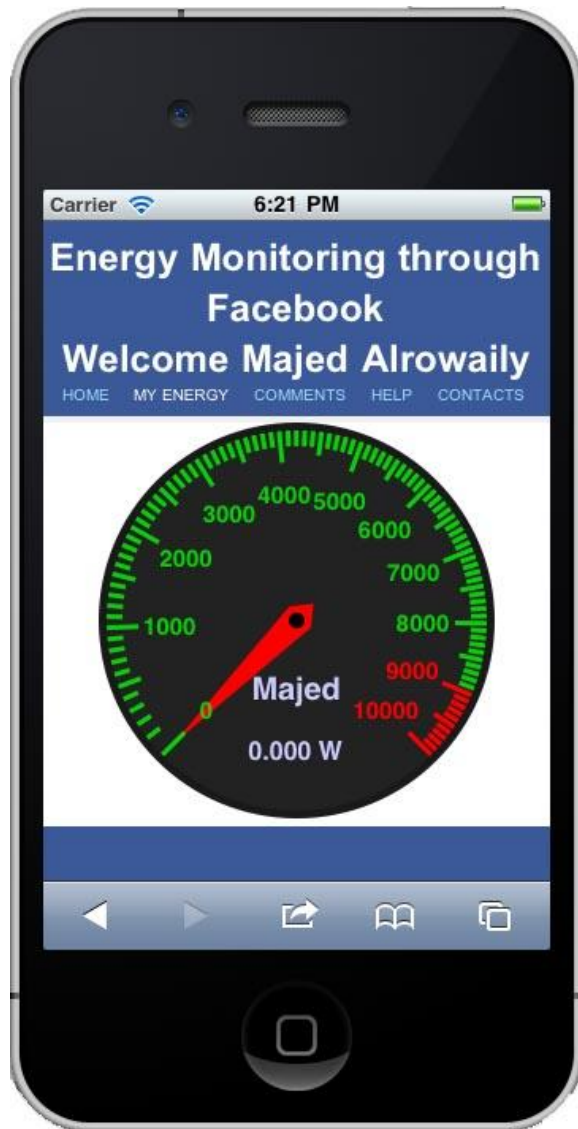 Carrier 6:21 PM
Energy Monitoring through
Facebook
Welcome Majed Alrowaily
HOME MY ENERGY COMMENTS HELP CONTACTS
4000 5000
3000 6000
2000 7000
1000 8000
9000
0 Majed 10000
0.000 W